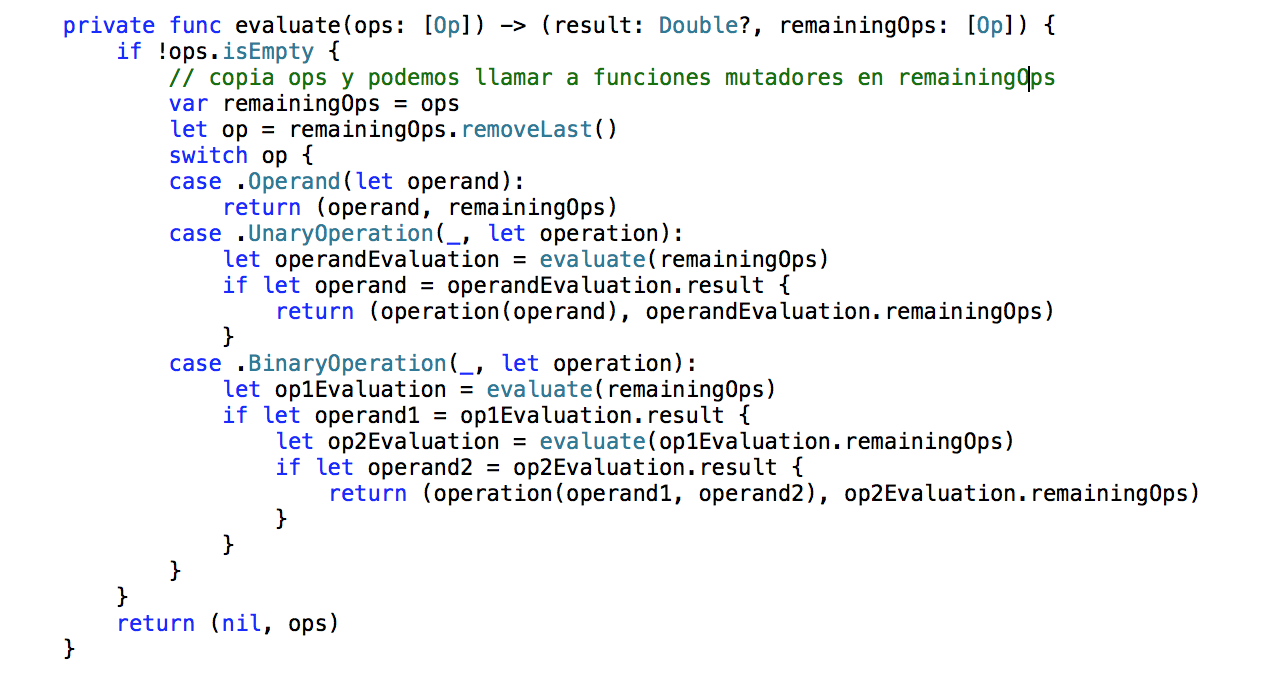 private func evaluate(ops: [Op]) -> (result: Double?, remainingOps: [Op]) {
    if !ops.isEmpty {
        // copia ops y podemos llamar a funciones mutadores en remainingOps
        var remainingOps = ops
        let op = remainingOps.removeLast()
        switch op {
        case .Operand(let operand):
            return (operand, remainingOps)
        case .UnaryOperation(_, let operation):
            let operandEvaluation = evaluate(remainingOps)
            if let operand = operandEvaluation.result {
                return (operation(operand), operandEvaluation.remainingOps)
            }
        case .BinaryOperation(_, let operation):
            let op1Evaluation = evaluate(remainingOps)
            if let operand1 = op1Evaluation.result {
                let op2Evaluation = evaluate(op1Evaluation.remainingOps)
                if let operand2 = op2Evaluation.result {
                    return (operation(operand1, operand2), op2Evaluation.remainingOps)
                }
            }
        }
    }
    return (nil, ops)
}